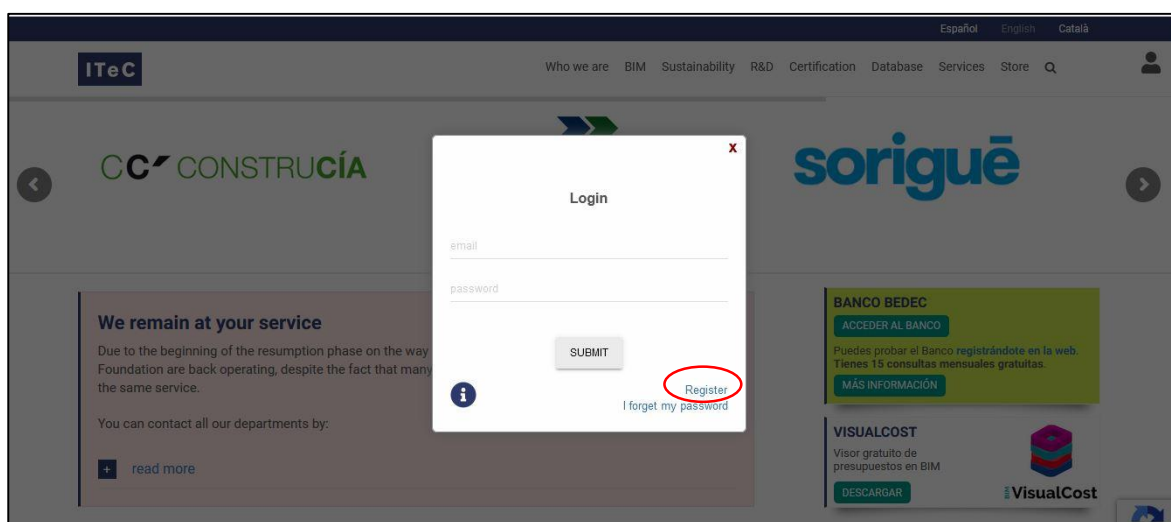 Español English Català
ITeC
Who we are BIM Sustainability R&D Certification Database Services Store
CC CONSTRUCÍA
sorigué
x
Login
email
password
SUBMIT
Register
I forget my password
We remain at your service
Due to the beginning of the resumption phase on the way
Foundation are back operating, despite the fact that many
the same service.
You can contact all our departments by:
+ read more
BANCO BEDEC
ACCEDER AL BANCO
Puedes probar el Banco registrándote en la web.
Tienes 15 consultas mensuales gratuitas.
MÁS INFORMACIÓN
VISUALCOST
Visor gratuito de
presupuestos en BIM
DESCARGAR
BIM VisualCost